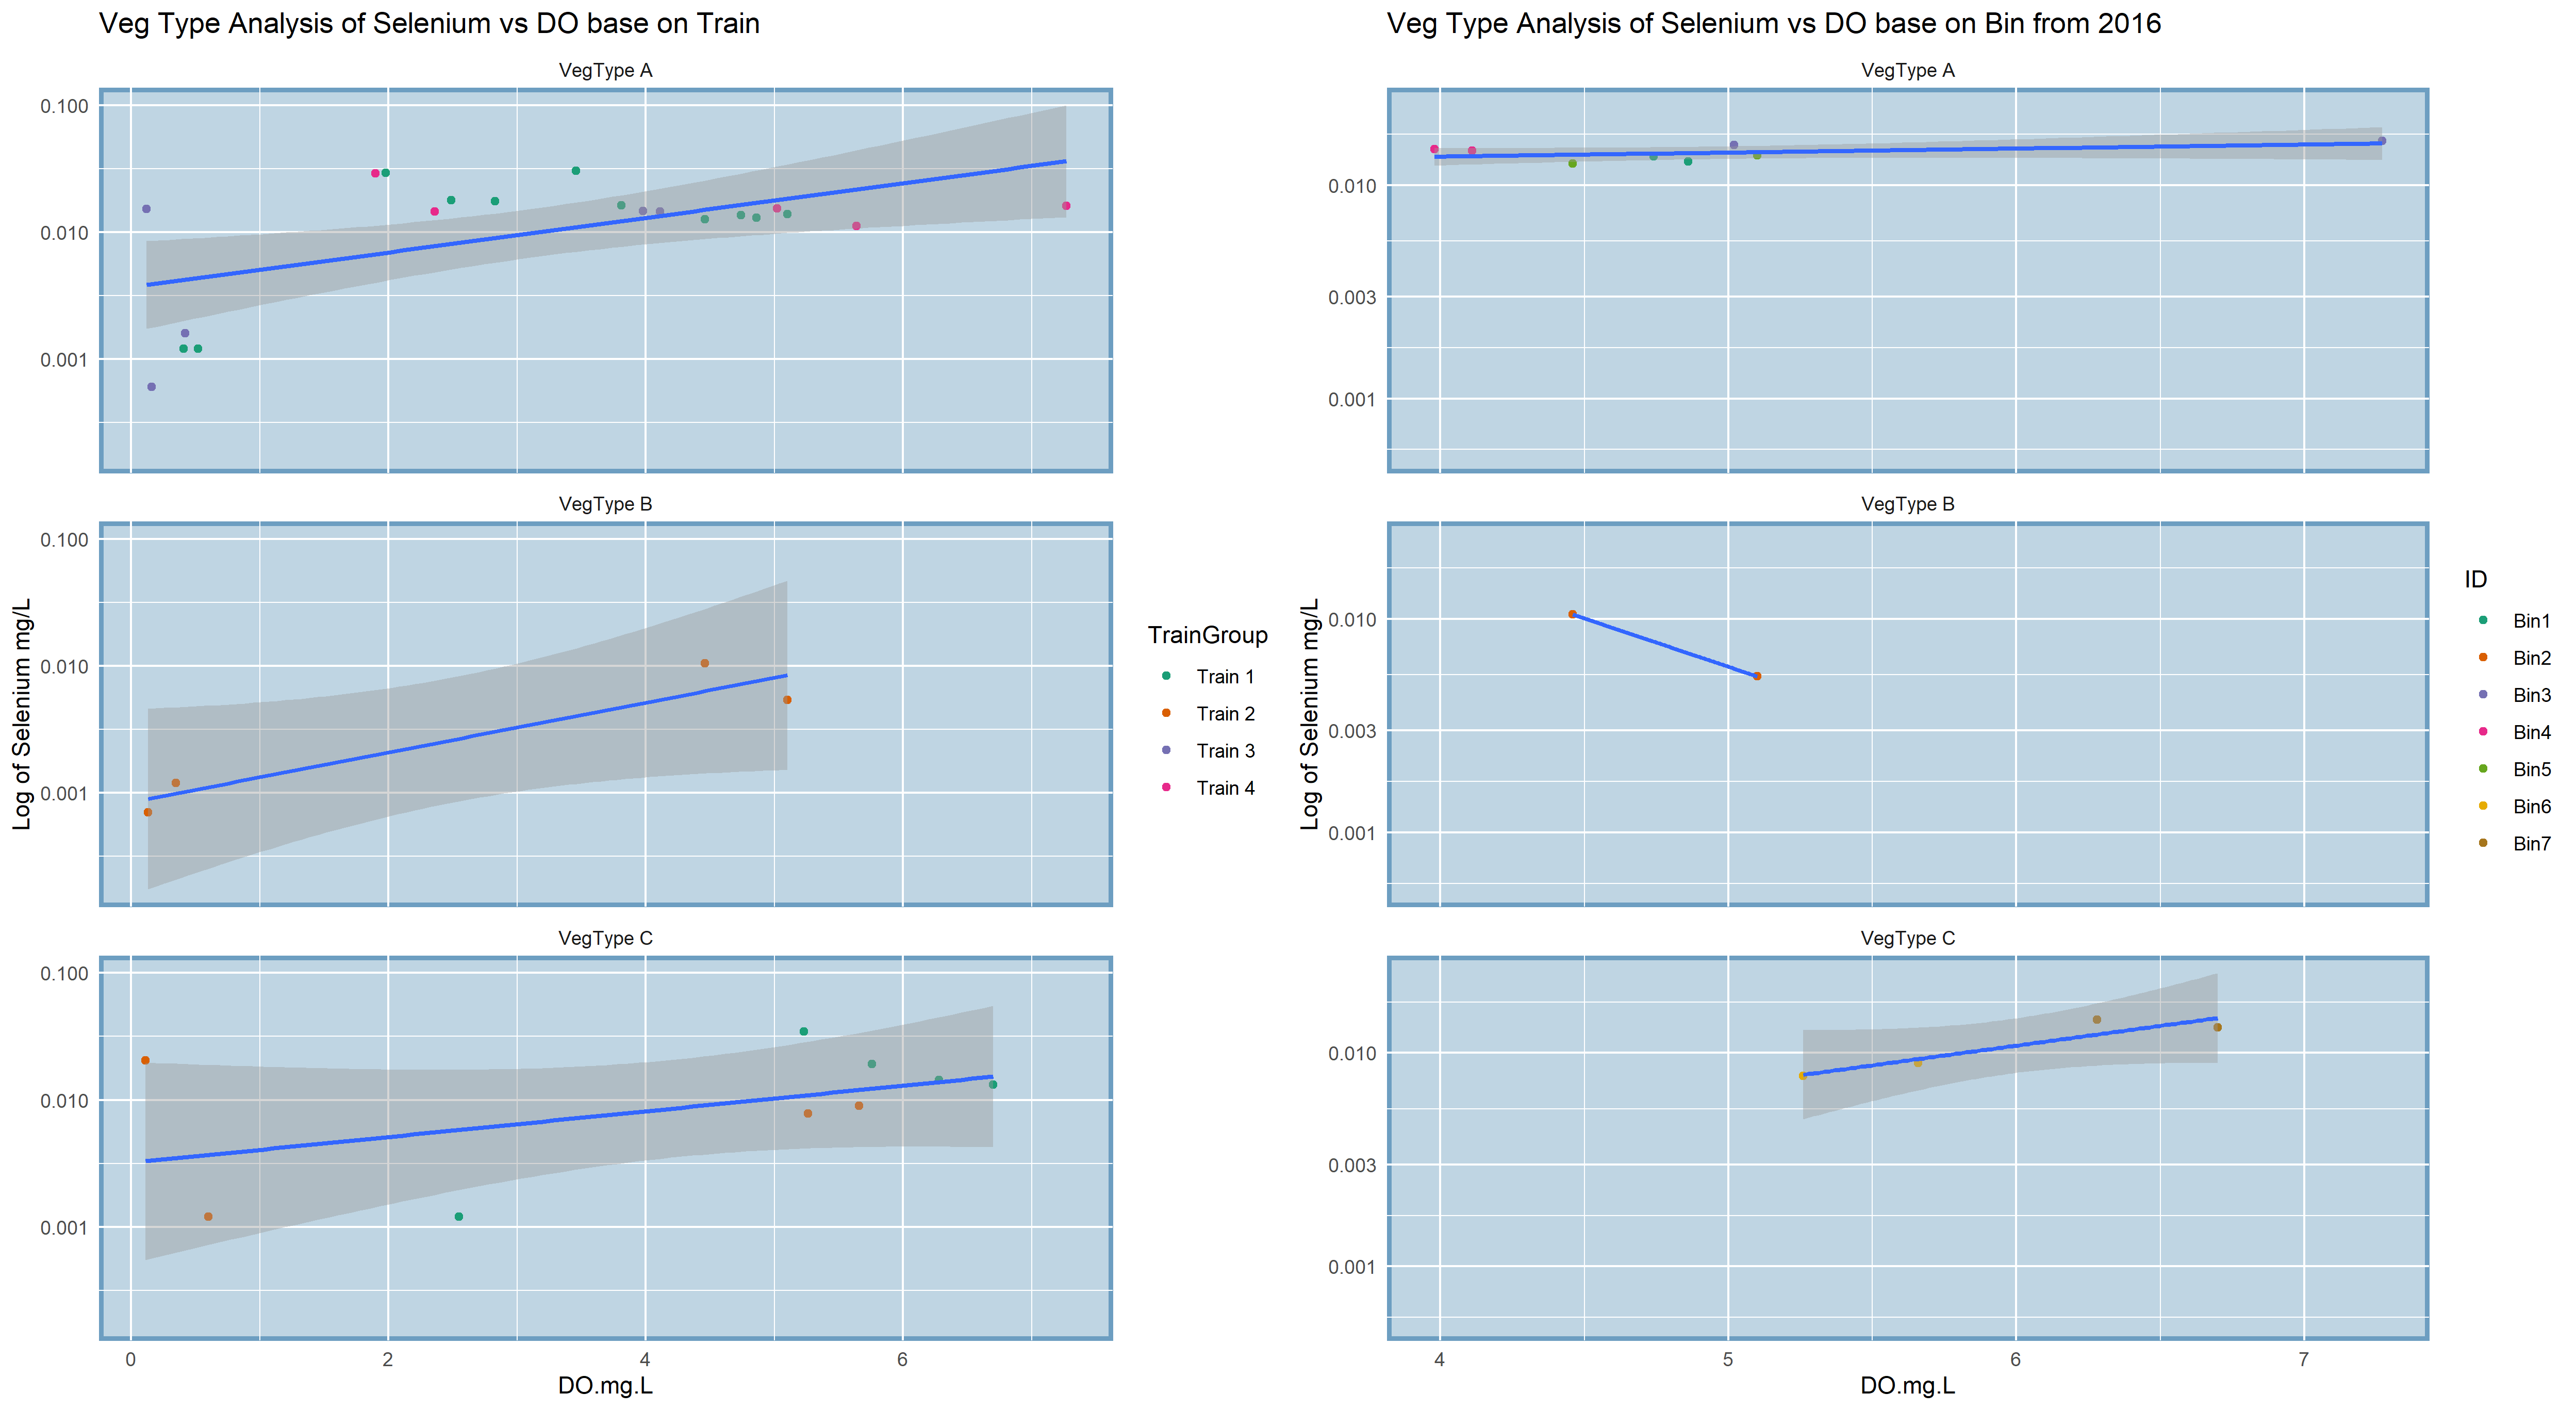 Veg Type Analysis of Selenium vs DO base on Train
VegType A
0.100
0.010
0.001
VegType B
0.100
0.010
0.001
VegType C
0.100
0.010
0.001
0 2 4 6
DO.mg.L
Log of Selenium mg/L
TrainGroup
Train 1
Train 2
Train 3
Train 4
Veg Type Analysis of Selenium vs DO base on Bin from 2016
VegType A
0.010
0.003
0.001
VegType B
0.010
0.003
0.001
VegType C
0.010
0.003
0.001
4 5 6 7
DO.mg.L
Log of Selenium mg/L
ID
Bin1
Bin2
Bin3
Bin4
Bin5
Bin6
Bin7